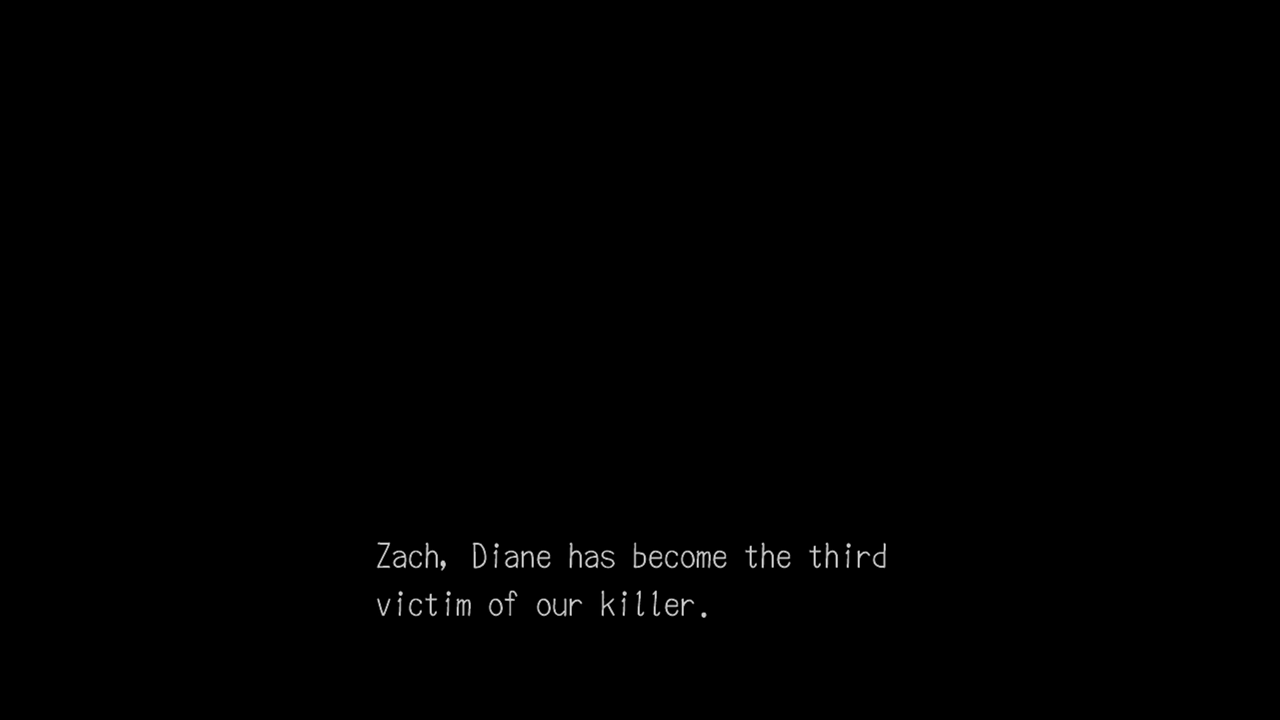 Zach, Diane has become the third
victim of our killer.